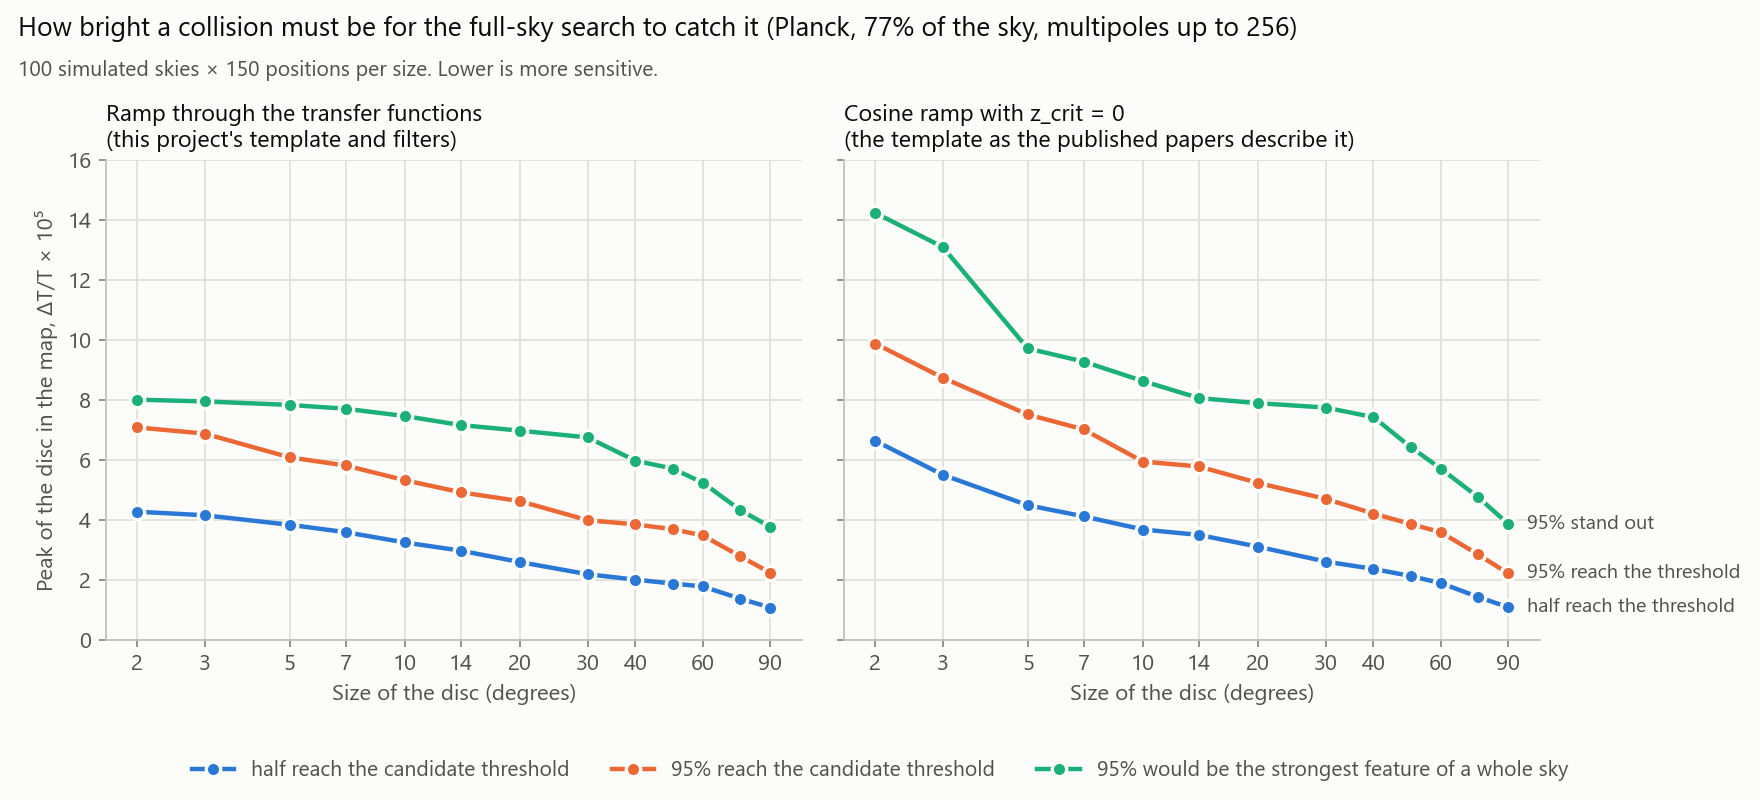 How bright a collision must be for the full-sky search to catch it (Planck, 77% of the sky, multipoles up to 256)
100 simulated skies × 150 positions per size. Lower is more sensitive.
Ramp through the transfer functions
(this project's template and filters)
Cosine ramp with z_crit = 0
(the template as the published papers describe it)
Peak of the disc in the map, ΔT/T × 10⁵
16
14
12
10
8
6
4
2
0
2 3 5 7 10 14 20 30 40 60 90
Size of the disc (degrees)
95% stand out
95% reach the threshold
half reach the threshold
2 3 5 7 10 14 20 30 40 60 90
Size of the disc (degrees)
half reach the candidate threshold
95% reach the candidate threshold
95% would be the strongest feature of a whole sky